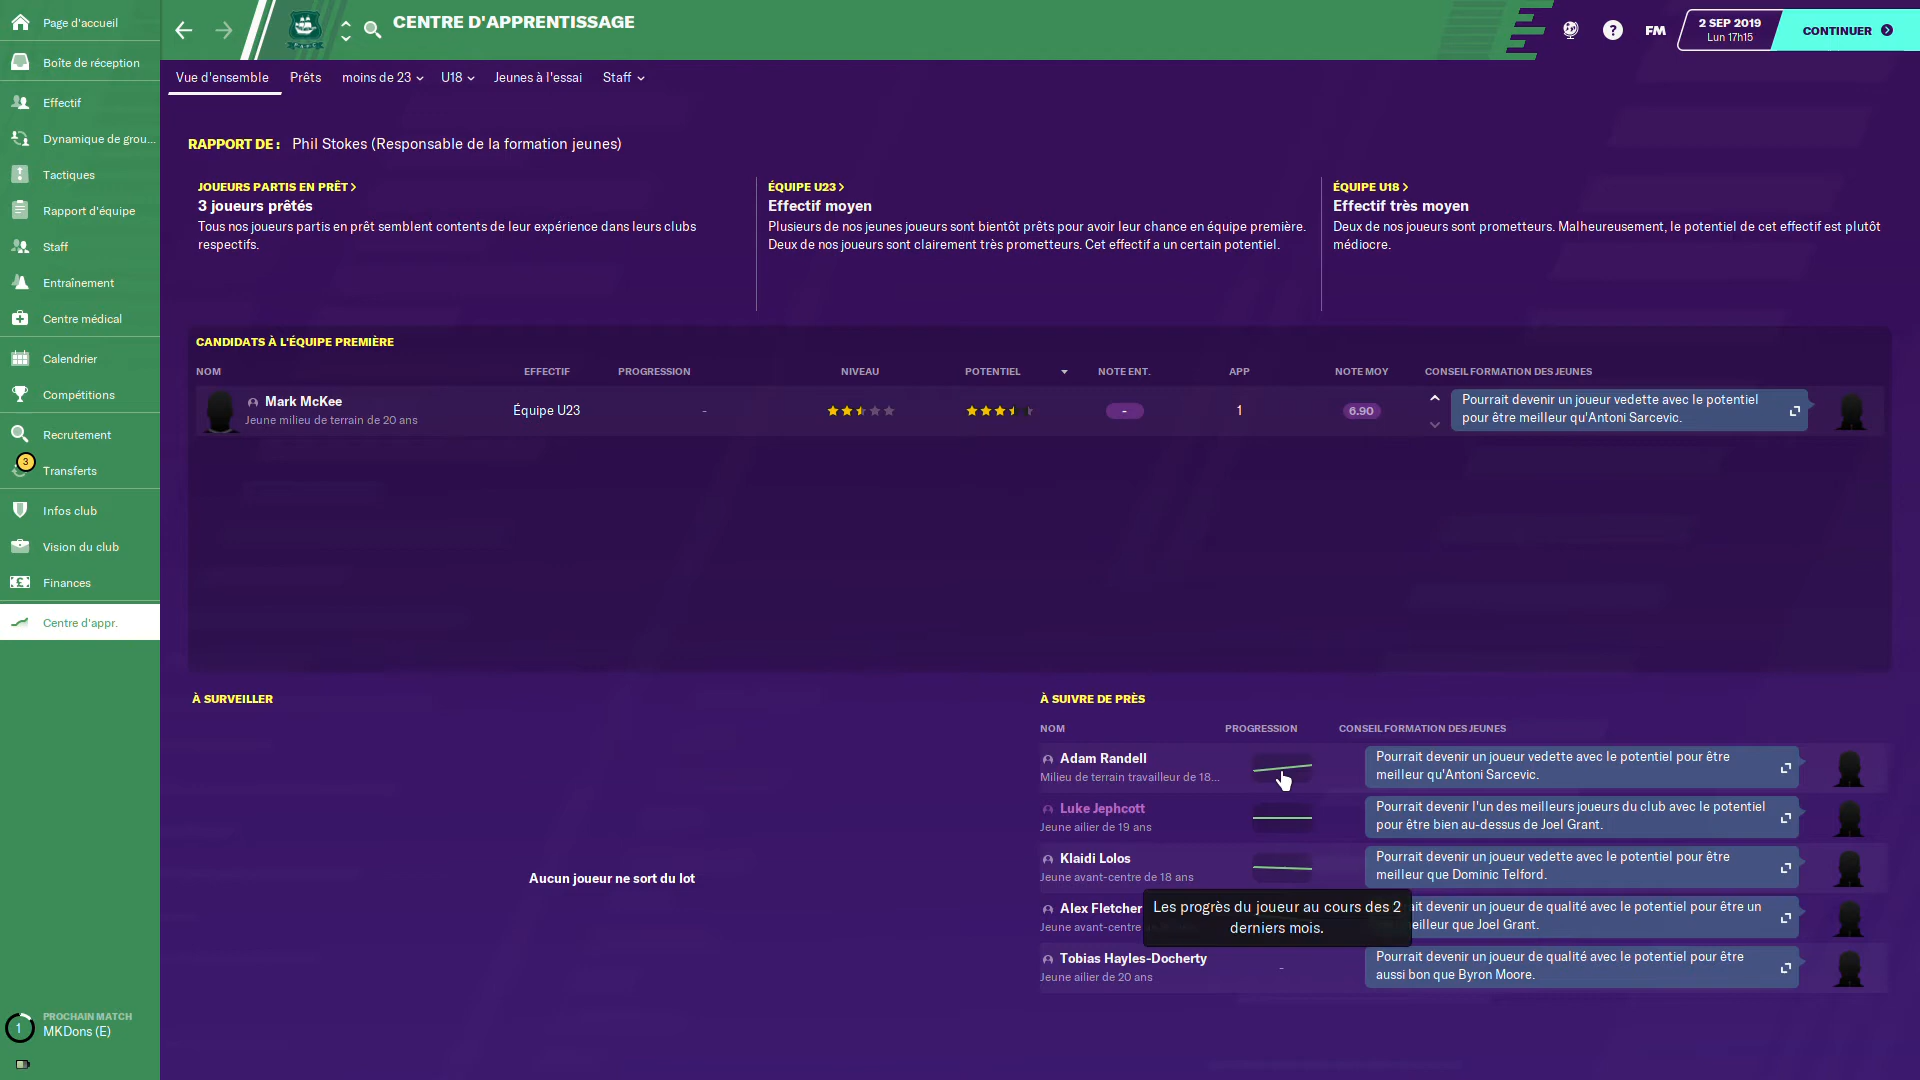 Page d'accueil
Boîte de réception
Effectif
Dynamique de grou...
Tactiques
Rapport d'équipe
Staff
Entraînement
Centre médical
Calendrier
Compétitions
Recrutement
3
Transferts
Infos club
Vision du club
Finances
Centre d'appr.
1
PROCHAIN MATCH
MKDons (E)
CENTRE D'APPRENTISSAGE
?
FM
2 SEP 2019
Lun 17h15
CONTINUER
Vue d'ensemble
Prêts
moins de 23
U18
Jeunes à l'essai
Staff
RAPPORT DE : Phil Stokes (Responsable de la formation jeunes)
JOUEURS PARTIS EN PRÊT >
3 joueurs prêtés
Tous nos joueurs partis en prêt semblent contents de leur expérience dans leurs clubs
respectifs.
ÉQUIPE U23 >
Effectif moyen
Plusieurs de nos jeunes joueurs sont bientôt prêts pour avoir leur chance en équipe première.
Deux de nos joueurs sont clairement très prometteurs. Cet effectif a un certain potentiel.
ÉQUIPE U18 >
Effectif très moyen
Deux de nos joueurs sont prometteurs. Malheureusement, le potentiel de cet effectif est plutôt
médiocre.
CANDIDATS À L'ÉQUIPE PREMIÈRE
NOM EFFECTIF PROGRESSION NIVEAU POTENTIEL NOTE ENT. APP NOTE MOY CONSEIL FORMATION DES JEUNES
Mark McKee
Jeune milieu de terrain de 20 ans
Équipe U23
-
-
1
6.90
Pourrait devenir un joueur vedette avec le potentiel
pour être meilleur qu'Antoni Sarcevic.
À SURVEILLER
Aucun joueur ne sort du lot
À SUIVRE DE PRÈS
NOM PROGRESSION CONSEIL FORMATION DES JEUNES
Adam Randell
Milieu de terrain travailleur de 18...
Pourrait devenir un joueur vedette avec le potentiel pour être
meilleur qu'Antoni Sarcevic.
Luke Jephcott
Jeune ailier de 19 ans
Pourrait devenir l'un des meilleurs joueurs du club avec le potentiel
pour être bien au-dessus de Joel Grant.
Klaidi Lolos
Jeune avant-centre de 18 ans
Pourrait devenir un joueur vedette avec le potentiel pour être
meilleur que Dominic Telford.
Alex Fletcher
Jeune avant-centre
Les progrès du joueur au cours des 2
derniers mois.
devenir un joueur de qualité avec le potentiel pour être un
que Joel Grant.
Tobias Hayles-Docherty
Jeune ailier de 20 ans
-
Pourrait devenir un joueur de qualité avec le potentiel pour être
aussi bon que Byron Moore.